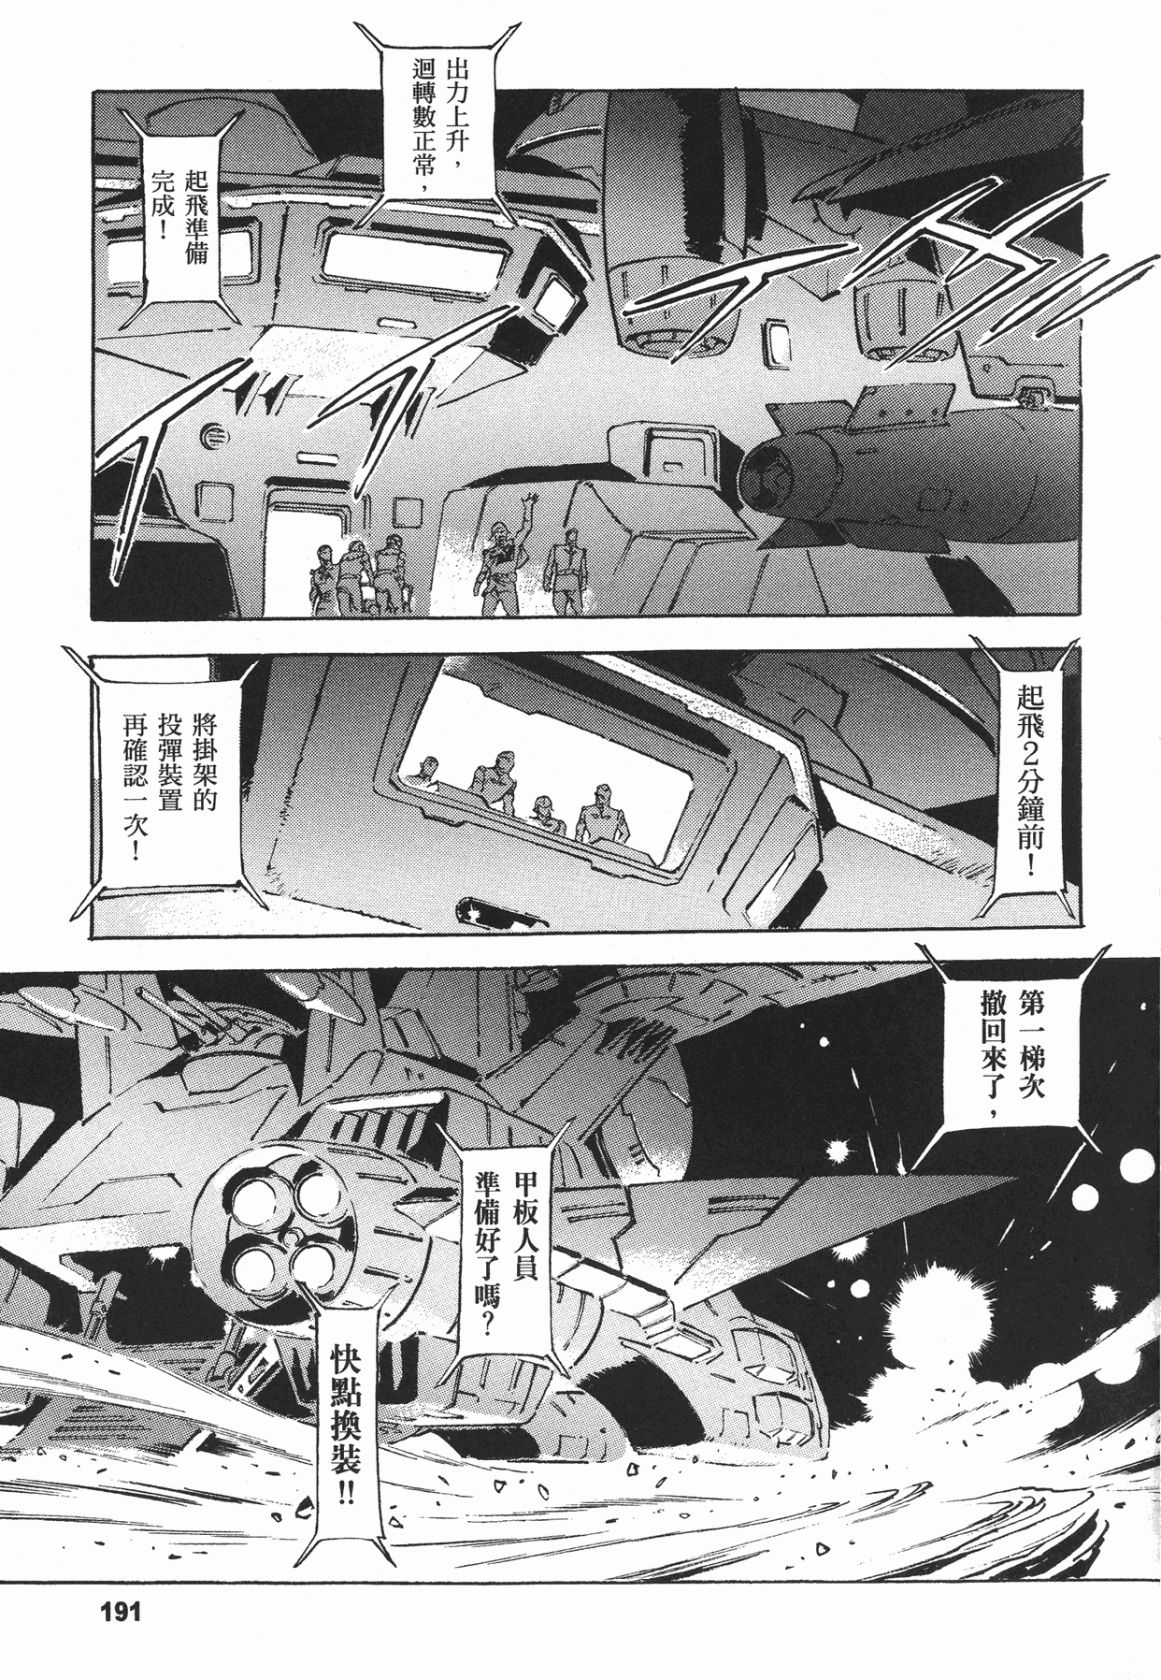 出力上升，
迴轉數正常，
起飛準備
完成！
起飛2分鐘前！
將掛架的
投彈裝置
再確認一次！
第一梯次
撤回來了，
甲板人員
準備好了嗎？
快點換裝！！
191